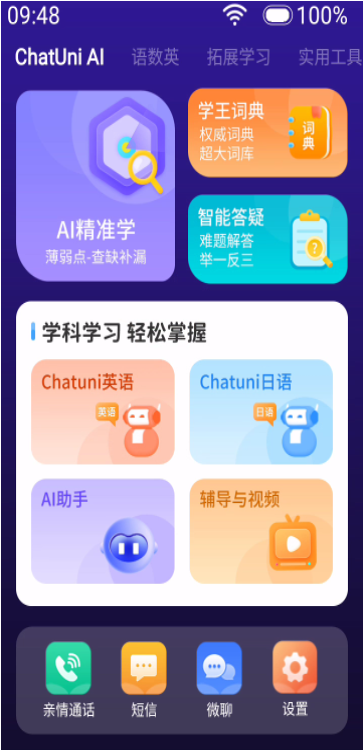 09:48 100%
ChatUni AI 语数英 拓展学习 实用工具
AI精准学
薄弱点-查缺补漏
学王词典
权威词典
超大词库
词
典
智能答疑
难题解答
举一反三
学科学习 轻松掌握
Chatuni英语
英语
Chatuni日语
日语
AI助手
辅导与视频
亲情通话 短信 微聊 设置